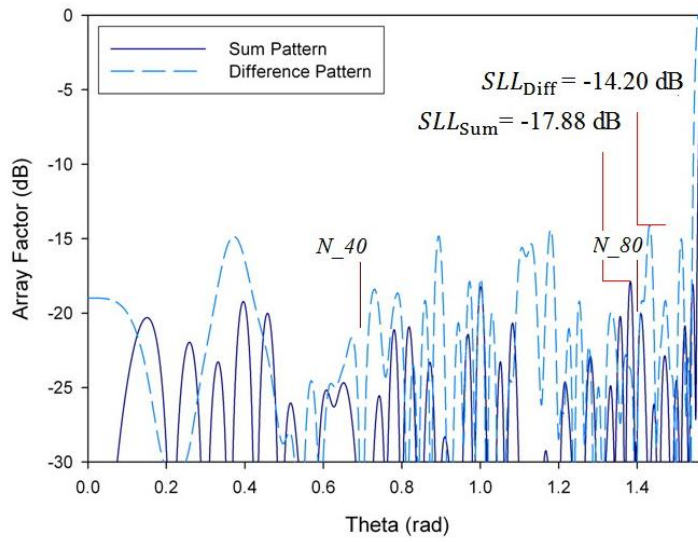 0
Sum Pattern
Difference Pattern
SLL_Diff = -14.20 dB
-5
SLL_Sum = -17.88 dB
-10
-15
N_40
N_80
-20
-25
-30
0.0 0.2 0.4 0.6 0.8 1.0 1.2 1.4
Theta (rad)
Array Factor (dB)